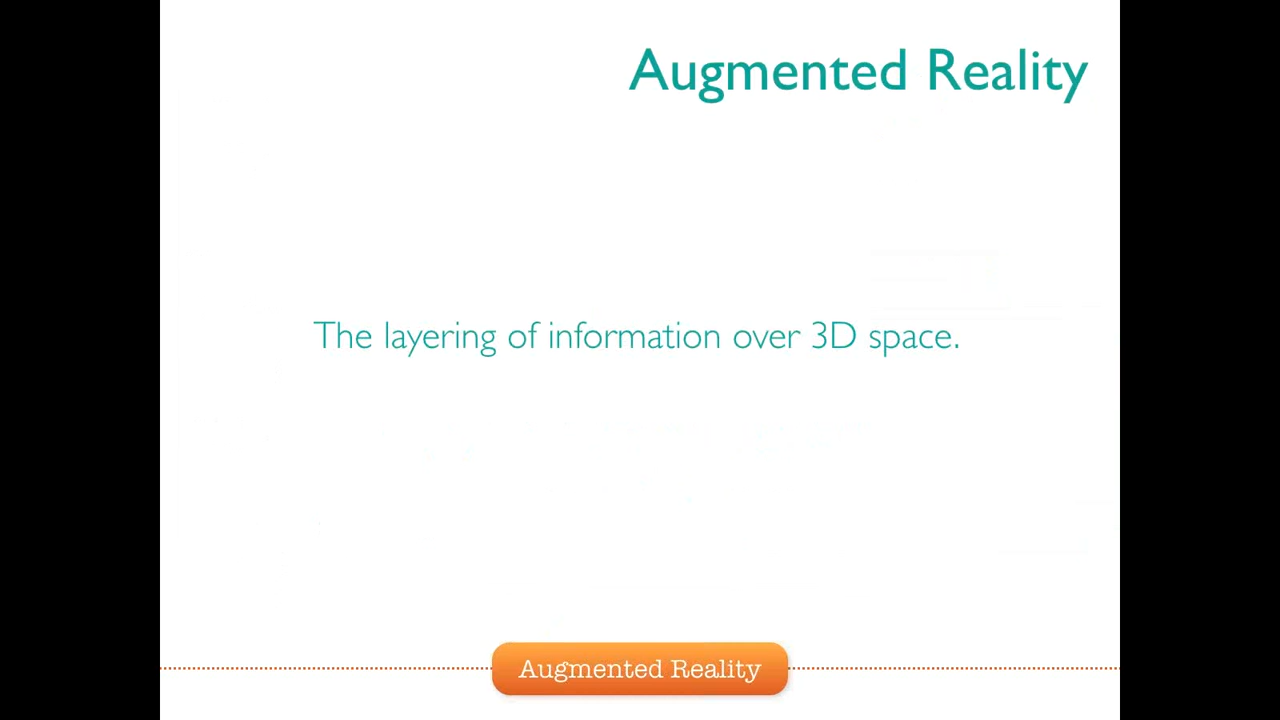 Augmented Reality
The layering of information over 3D space.
Augmented Reality